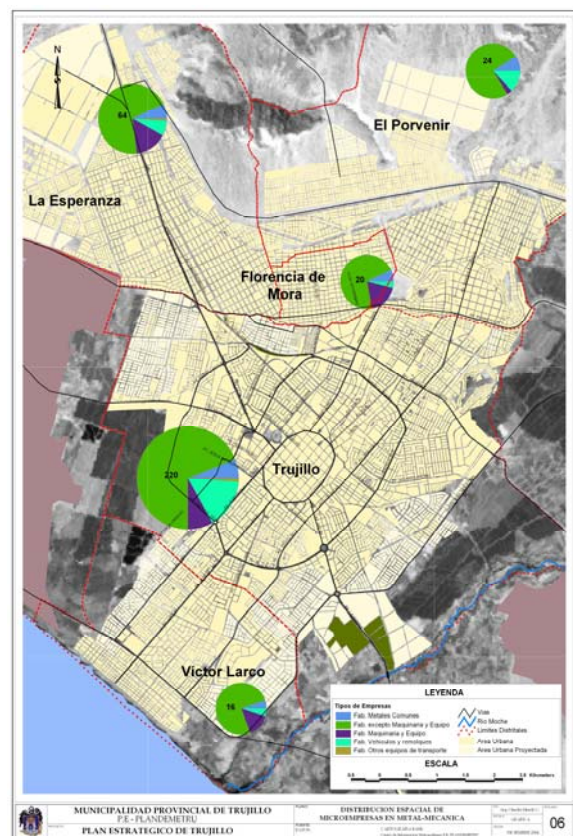 N
24
El Porvenir
64
La Esperanza
Florencia de
Mora
20
Trujillo
220
Víctor Larco
16
LEYENDA
Tipos de Empresas
Fab. Metales Comunes
Fab. excepto Maquinaria y Equipo
Fab. Maquinaria y Equipo
Fab. Vehiculos y remolques
Fab. Otros equipos de transporte
Vias
Rio Moche
Limites Distritales
Area Urbana
Area Urbana Proyectada
ESCALA
Kilometers
MUNICIPALIDAD PROVINCIAL DE TRUJILLO
P.E - PLANDEMETRU
PLAN ESTRATEGICO DE TRUJILLO
DISTRIBUCION ESPACIAL DE
MICROEMPRESAS EN METAL-MECANICA
06